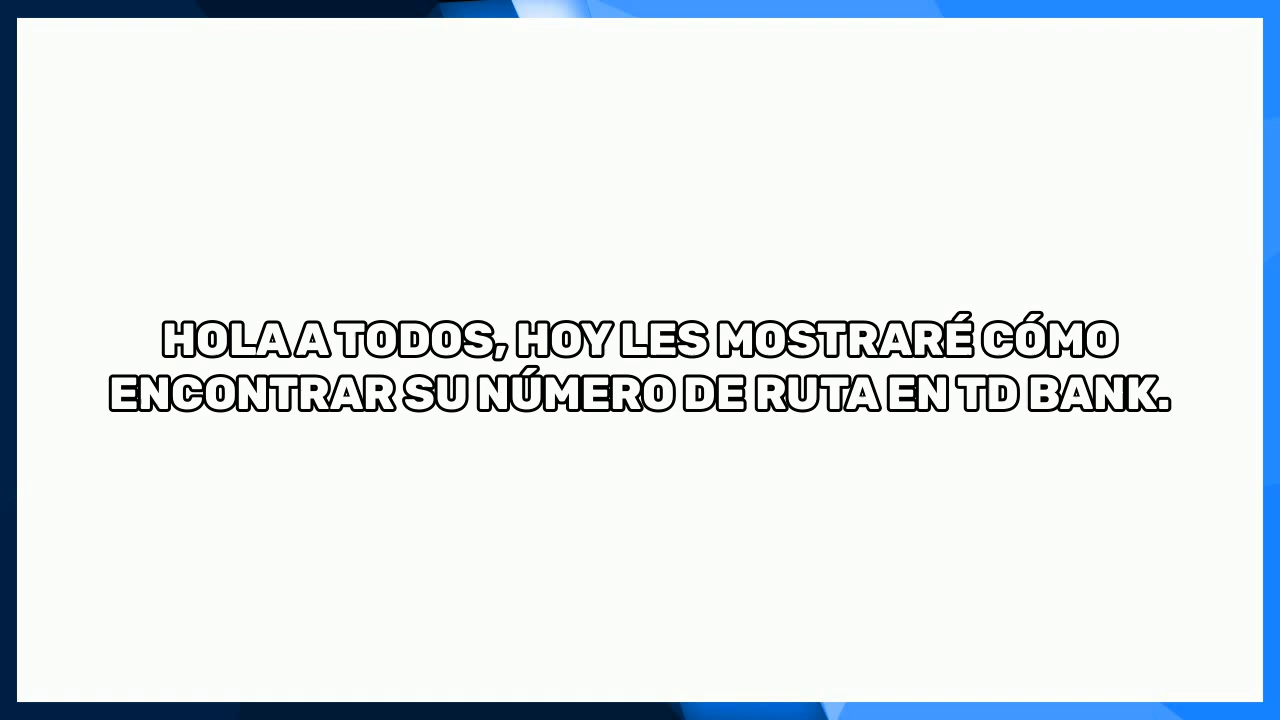 HOLA A TODOS, HOY LES MOSTRARÉ CÓMO
ENCONTRAR SU NÚMERO DE RUTA EN TD BANK.